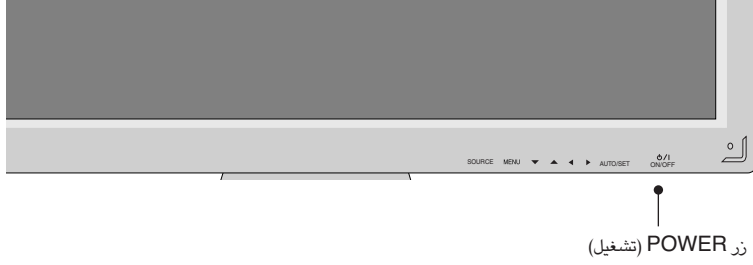 SOURCE MENU ▼ ▲ ◄ ► AUTO/SET ⏻/I
ON/OFF
زر POWER (تشغيل)